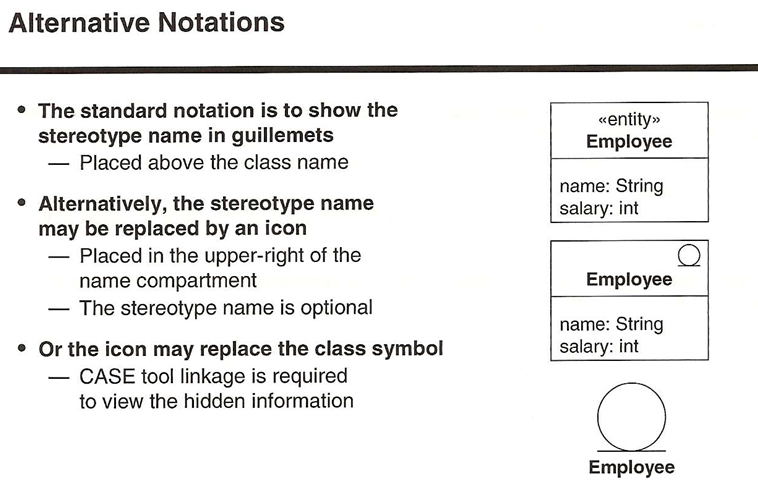 Alternative Notations
• The standard notation is to show the
stereotype name in guillemets
— Placed above the class name
• Alternatively, the stereotype name
may be replaced by an icon
— Placed in the upper-right of the
name compartment
— The stereotype name is optional
• Or the icon may replace the class symbol
— CASE tool linkage is required
to view the hidden information
«entity»
Employee
name: String
salary: int
Employee
name: String
salary: int
Employee